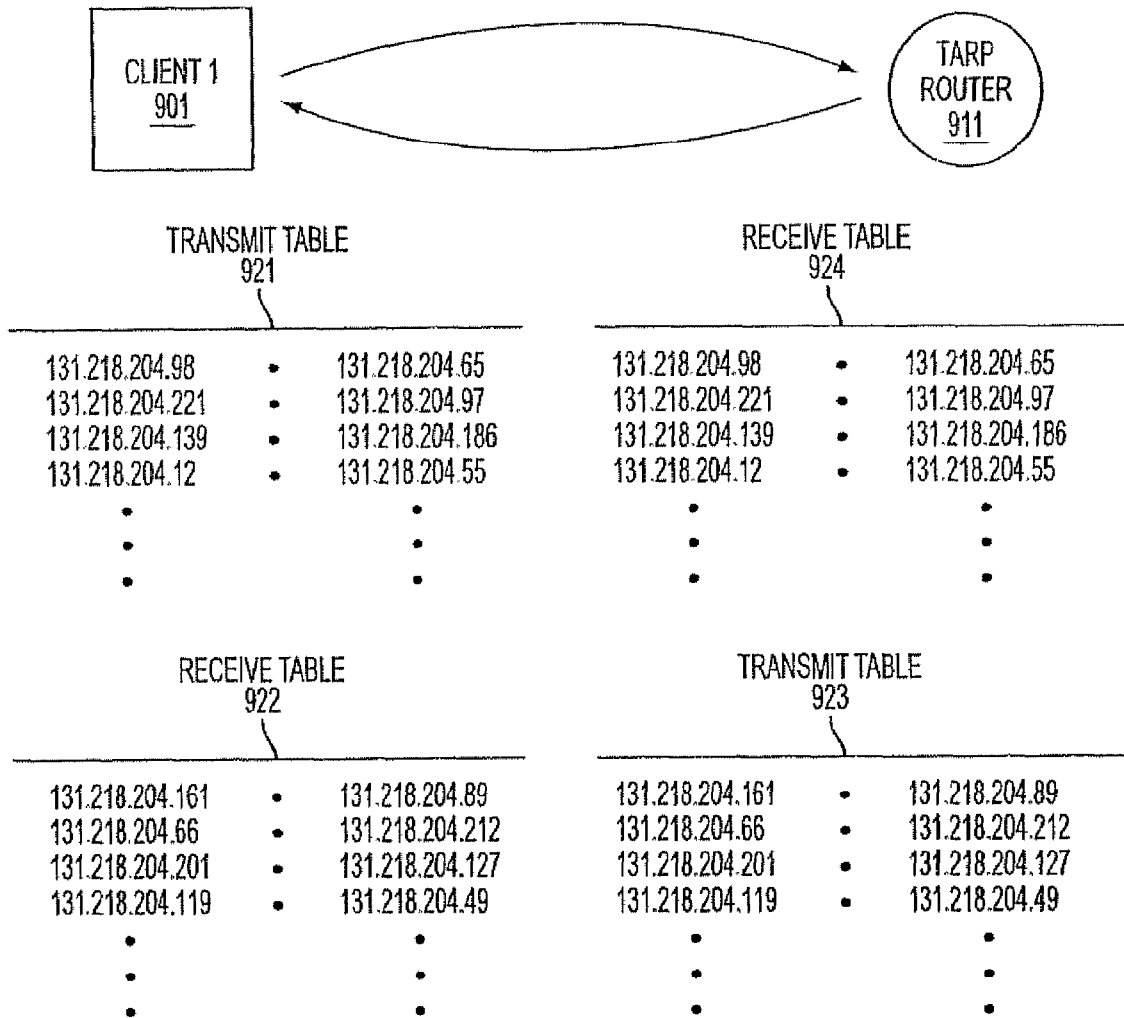 CLIENT 1
901
TARP
ROUTER
911
TRANSMIT TABLE
921
131.218.204.98 • 131.218.204.65
131.218.204.221 • 131.218.204.97
131.218.204.139 • 131.218.204.186
131.218.204.12 • 131.218.204.55
RECEIVE TABLE
924
131.218.204.98 • 131.218.204.65
131.218.204.221 • 131.218.204.97
131.218.204.139 • 131.218.204.186
131.218.204.12 • 131.218.204.55
RECEIVE TABLE
922
131.218.204.161 • 131.218.204.89
131.218.204.66 • 131.218.204.212
131.218.204.201 • 131.218.204.127
131.218.204.119 • 131.218.204.49
TRANSMIT TABLE
923
131.218.204.161 • 131.218.204.89
131.218.204.66 • 131.218.204.212
131.218.204.201 • 131.218.204.127
131.218.204.119 • 131.218.204.49